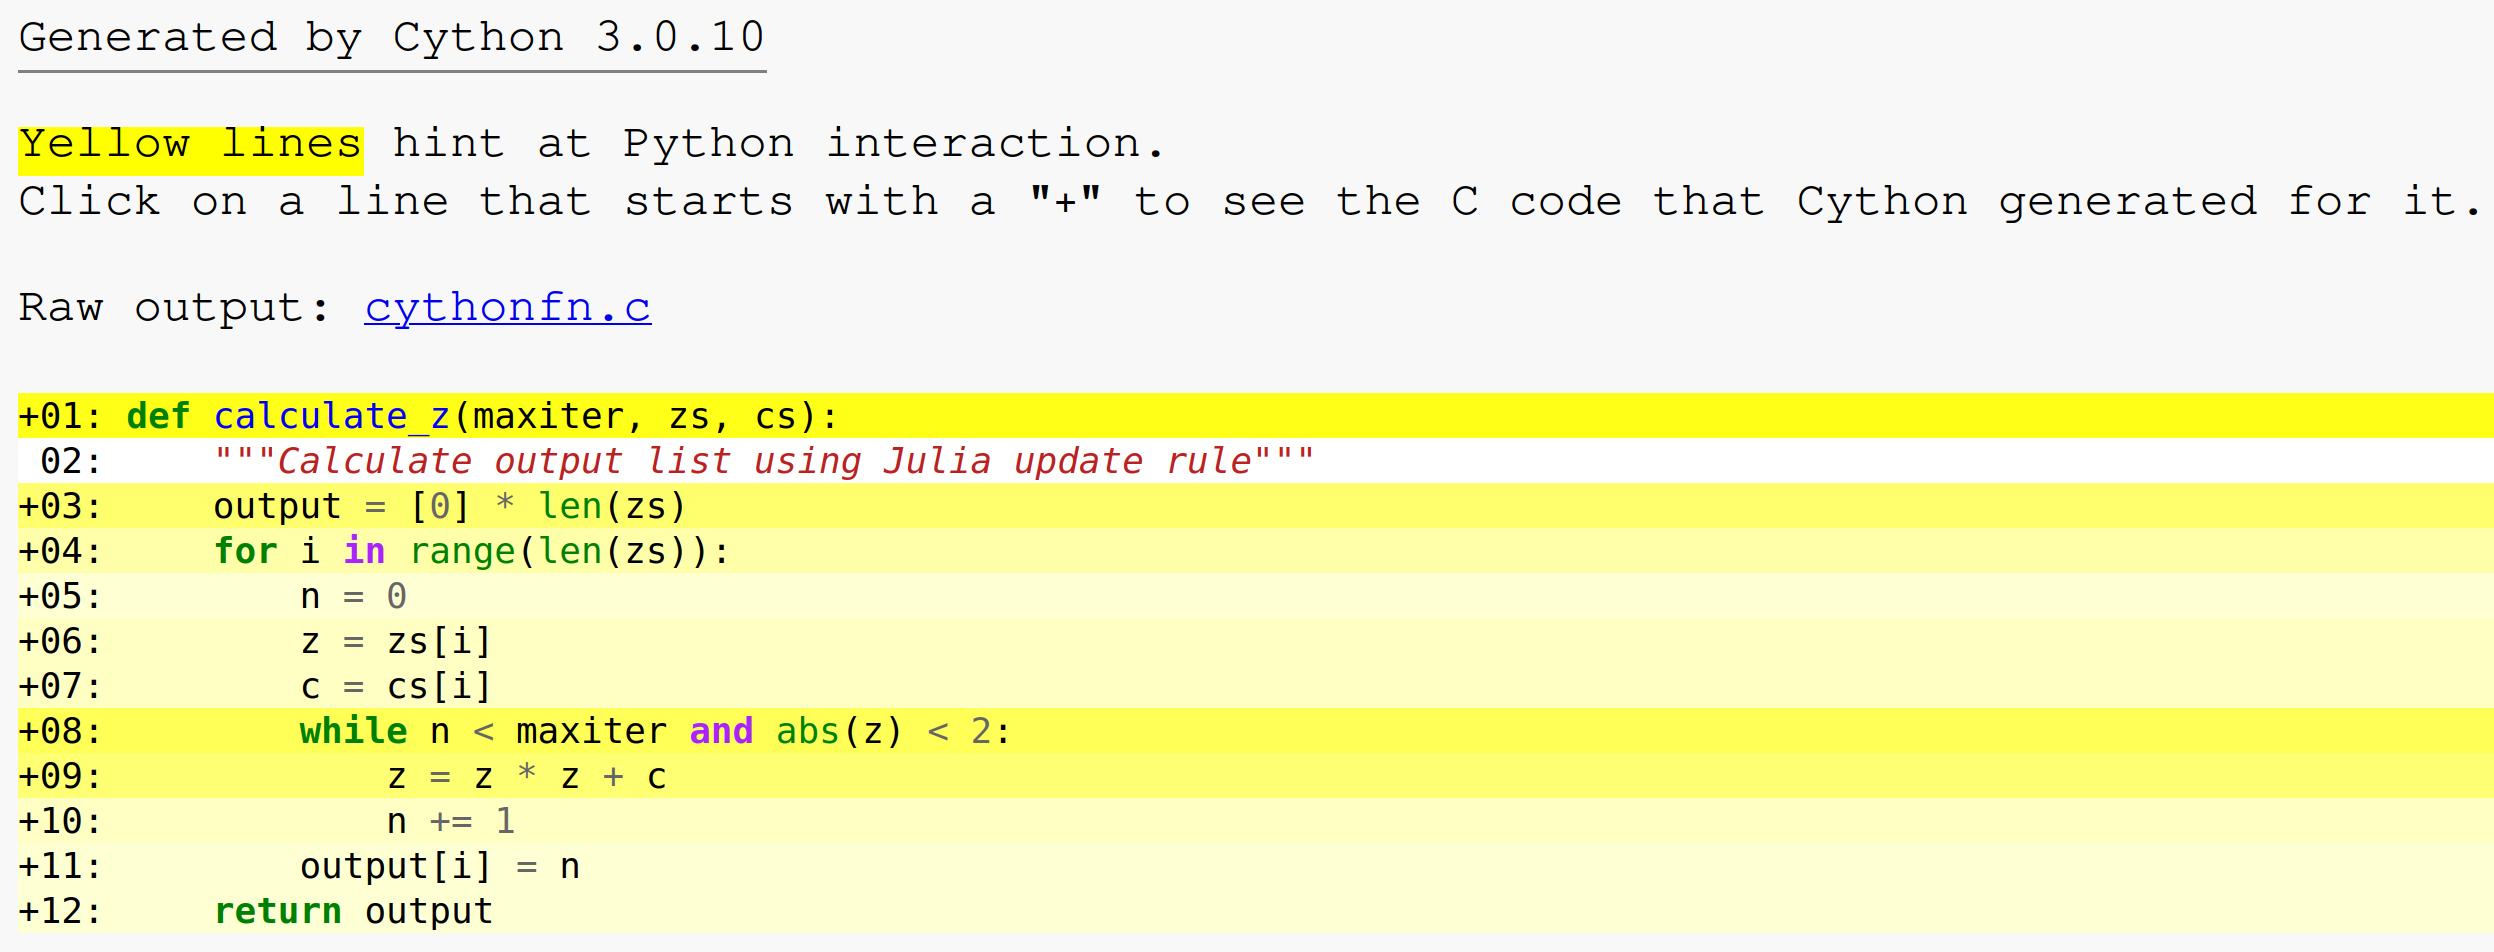 Generated by Cython 3.0.10
Yellow lines hint at Python interaction.
Click on a line that starts with a "+" to see the C code that Cython generated for it.
Raw output: cythonfn.c
+01: def calculate_z(maxiter, zs, cs):
 02:     """Calculate output list using Julia update rule"""
+03:     output = [0] * len(zs)
+04:     for i in range(len(zs)):
+05:         n = 0
+06:         z = zs[i]
+07:         c = cs[i]
+08:         while n < maxiter and abs(z) < 2:
+09:             z = z * z + c
+10:             n += 1
+11:         output[i] = n
+12:     return output